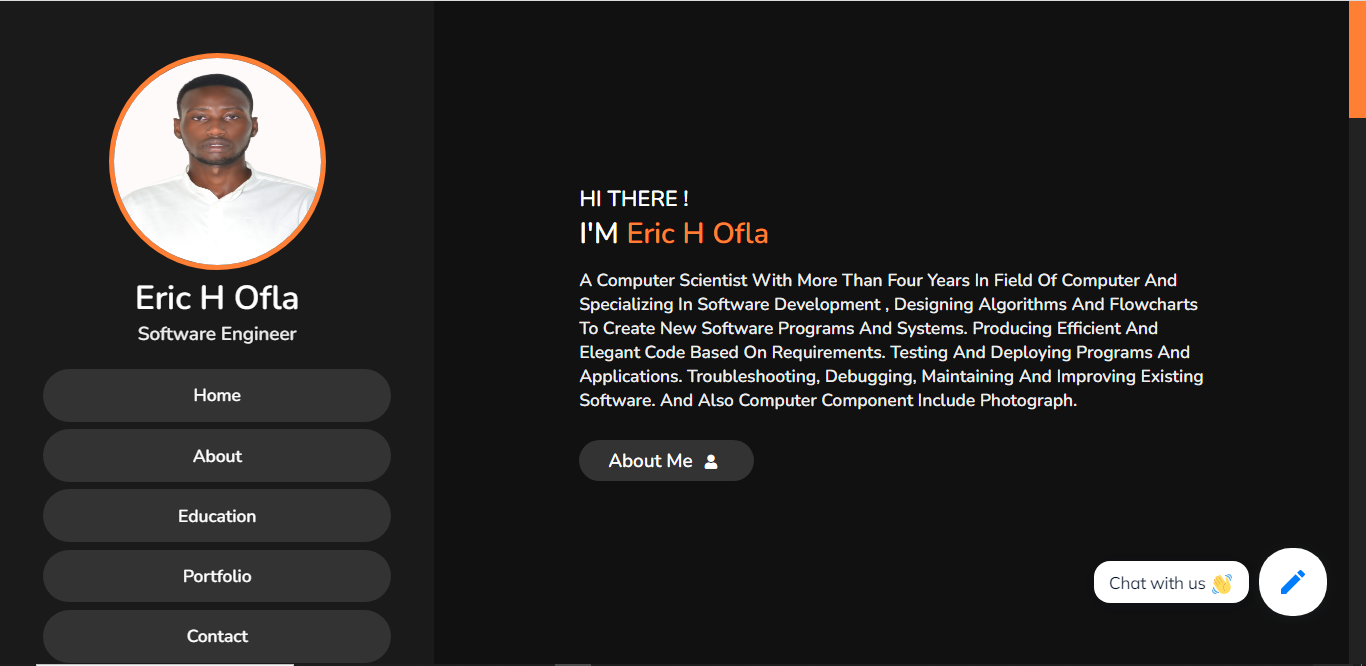 Eric H Ofla
Software Engineer
Home
About
Education
Portfolio
Contact
HI THERE !
I'M Eric H Ofla
A Computer Scientist With More Than Four Years In Field Of Computer And
Specializing In Software Development , Designing Algorithms And Flowcharts
To Create New Software Programs And Systems. Producing Efficient And
Elegant Code Based On Requirements. Testing And Deploying Programs And
Applications. Troubleshooting, Debugging, Maintaining And Improving Existing
Software. And Also Computer Component Include Photograph.
About Me
Chat with us 👋